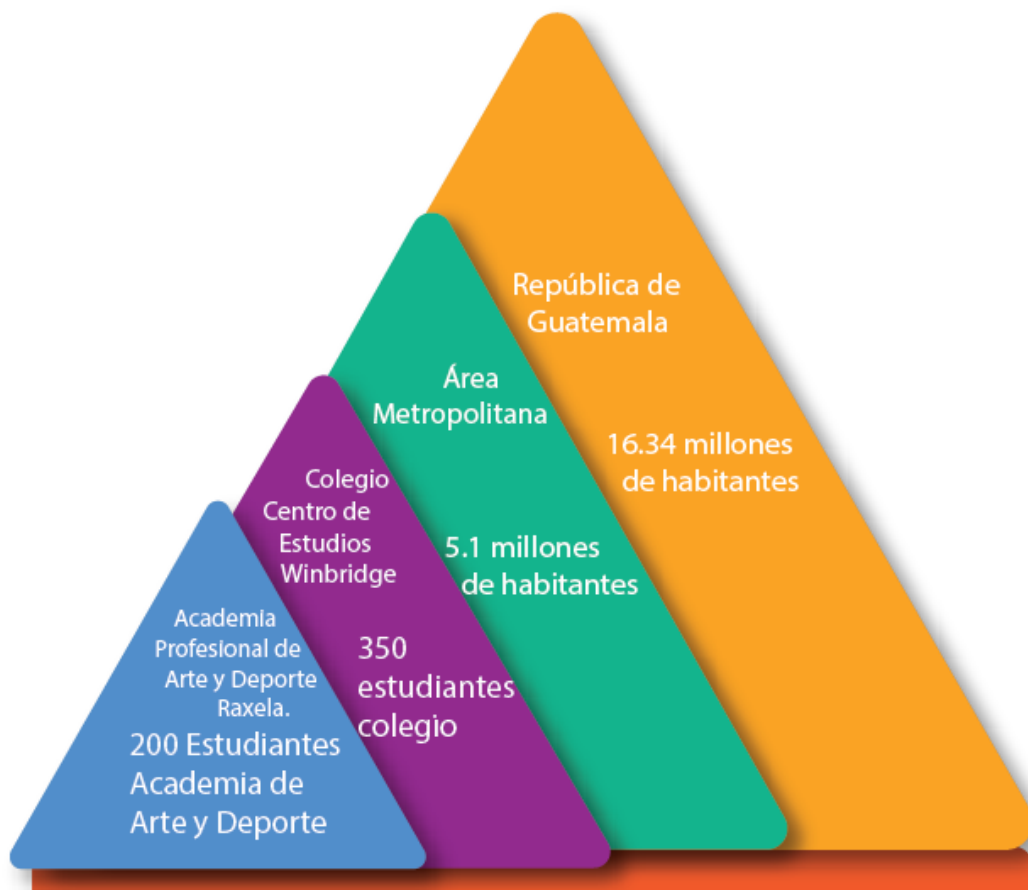 República de
Guatemala
16.34 millones
de habitantes
Área
Metropolitana
5.1 millones
de habitantes
Colegio
Centro de
Estudios
Winbridge
350
estudiantes
colegio
Academia
Profesional de
Arte y Deporte
Raxela.
200 Estudiantes
Academia de
Arte y Deporte